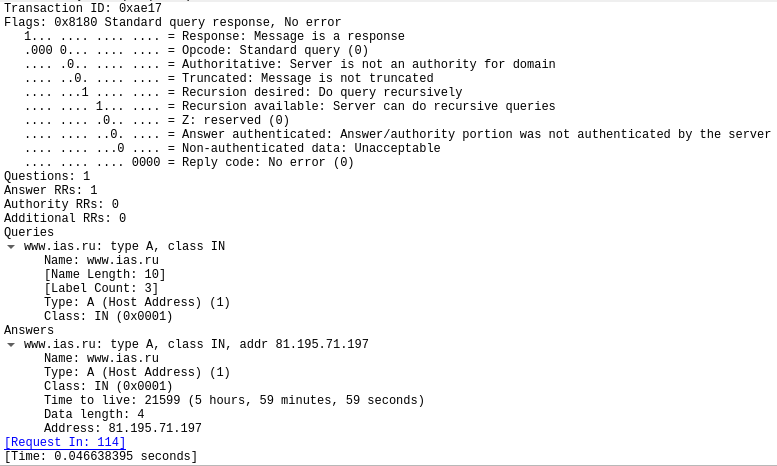 Transaction ID: 0xae17
Flags: 0x8180 Standard query response, No error
1... .... .... .... = Response: Message is a response
.000 0... .... .... = Opcode: Standard query (0)
.... .0.. .... .... = Authoritative: Server is not an authority for domain
.... ..0. .... .... = Truncated: Message is not truncated
.... ...1 .... .... = Recursion desired: Do query recursively
.... .... 1... .... = Recursion available: Server can do recursive queries
.... .... .0.. .... = Z: reserved (0)
.... .... ..0. .... = Answer authenticated: Answer/authority portion was not authenticated by the server
.... .... ...0 .... = Non-authenticated data: Unacceptable
.... .... .... 0000 = Reply code: No error (0)
Questions: 1
Answer RRs: 1
Authority RRs: 0
Additional RRs: 0
Queries
www.ias.ru: type A, class IN
Name: www.ias.ru
[Name Length: 10]
[Label Count: 3]
Type: A (Host Address) (1)
Class: IN (0x0001)
Answers
www.ias.ru: type A, class IN, addr 81.195.71.197
Name: www.ias.ru
Type: A (Host Address) (1)
Class: IN (0x0001)
Time to live: 21599 (5 hours, 59 minutes, 59 seconds)
Data length: 4
Address: 81.195.71.197
[Request In: 114]
[Time: 0.046638395 seconds]